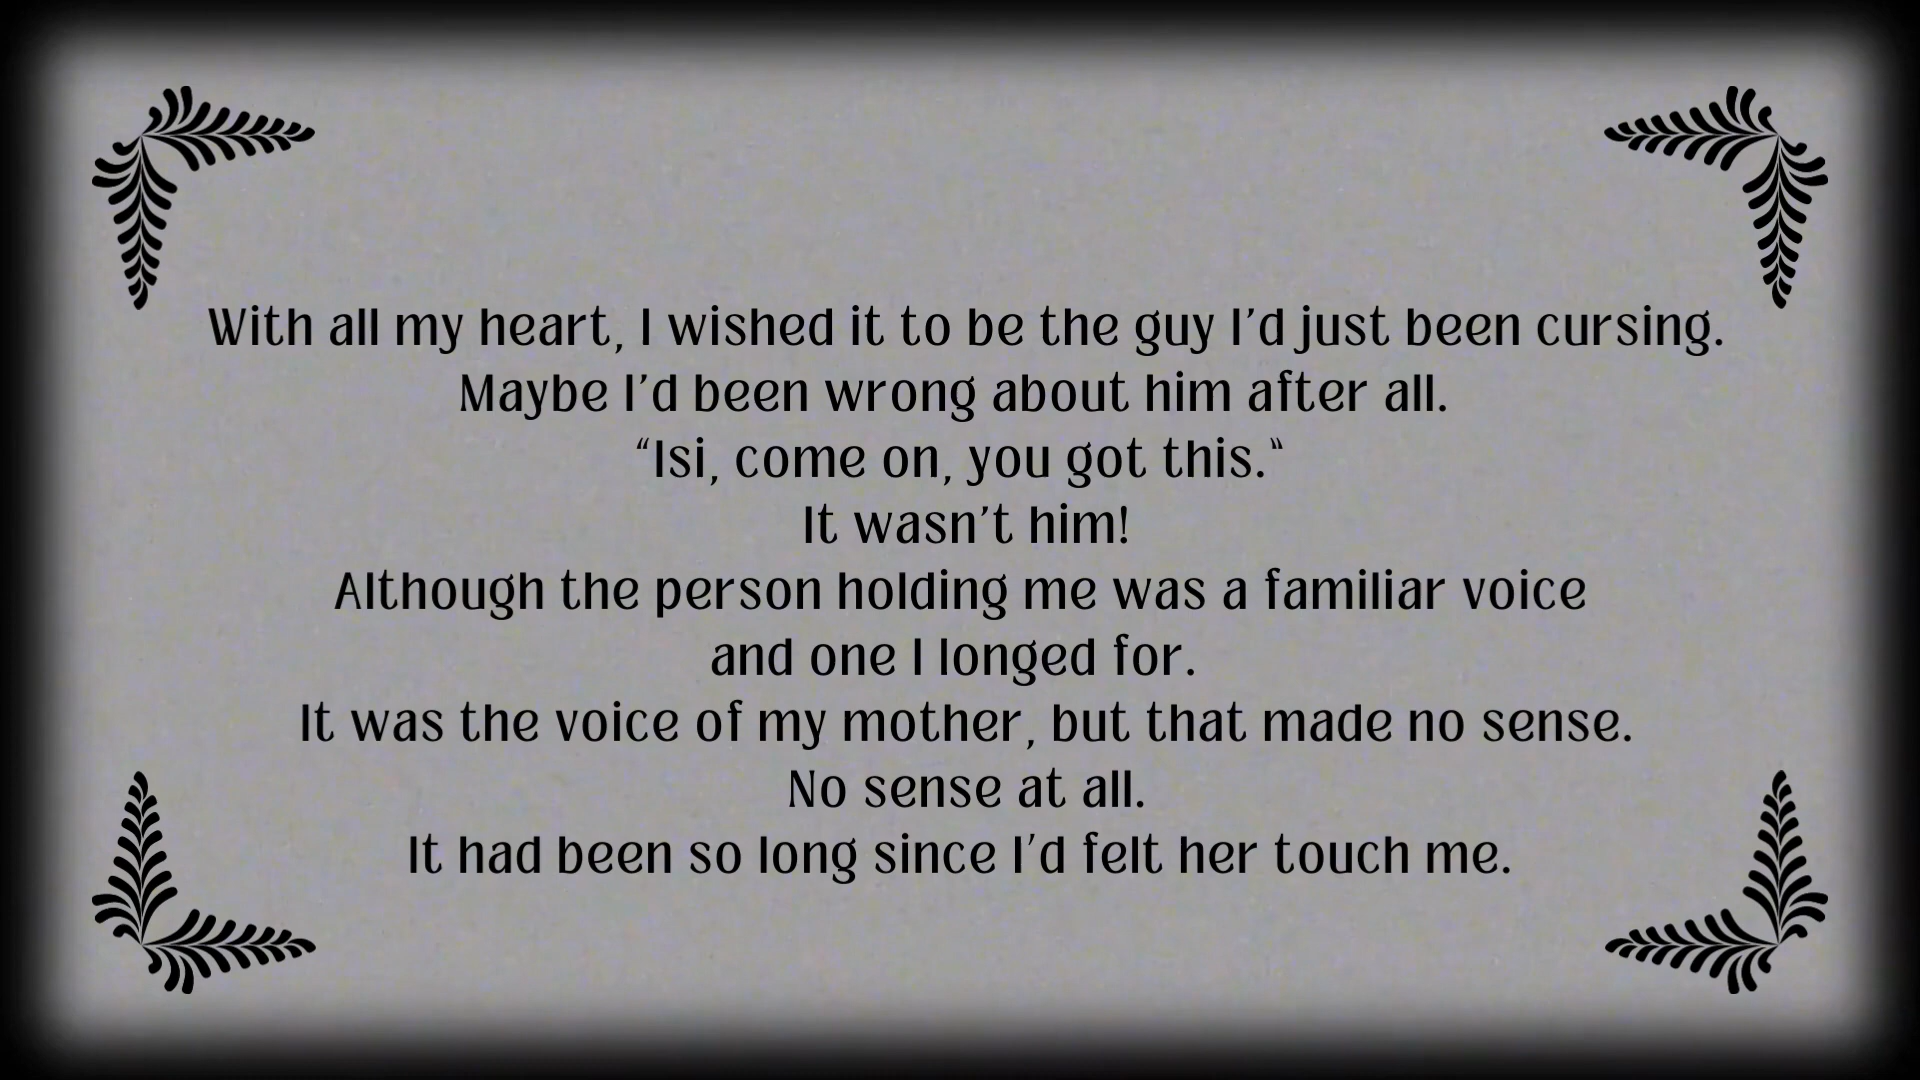 With all my heart, I wished it to be the guy I’d just been cursing.
Maybe I’d been wrong about him after all.
“Isi, come on, you got this.”
It wasn’t him!
Although the person holding me was a familiar voice
and one I longed for.
It was the voice of my mother, but that made no sense.
No sense at all.
It had been so long since I’d felt her touch me.